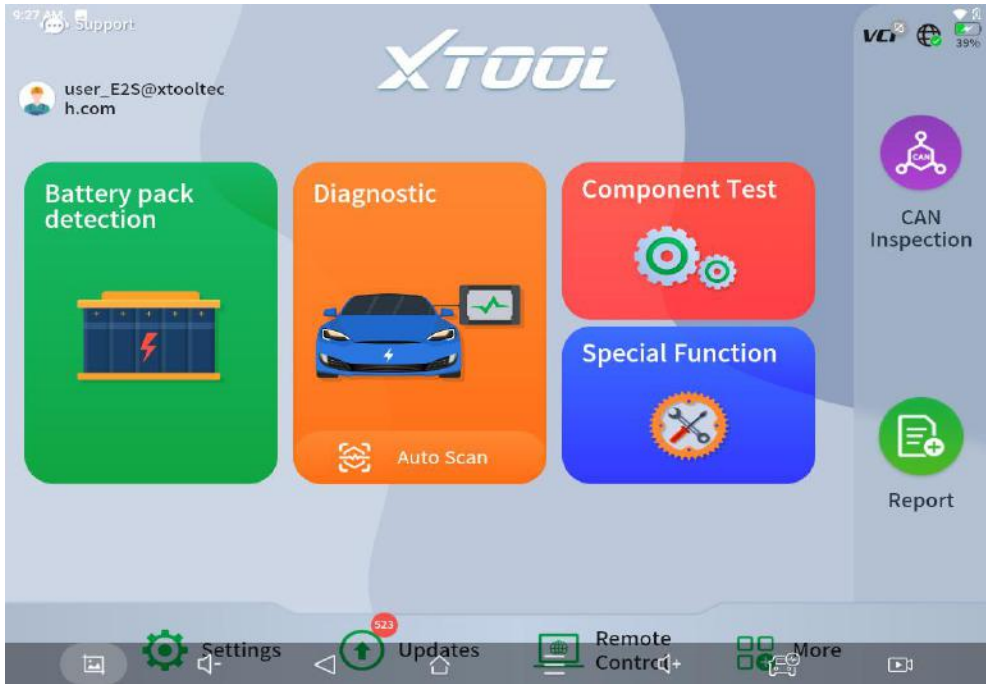 9:27 AM
Support
XTOOL
VCI
39%
user_E2S@xtooltec
h.com
Battery pack
detection
Diagnostic
Auto Scan
Component Test
Special Function
CAN
CAN
Inspection
Report
Settings
523
Updates
Remote
Control
More